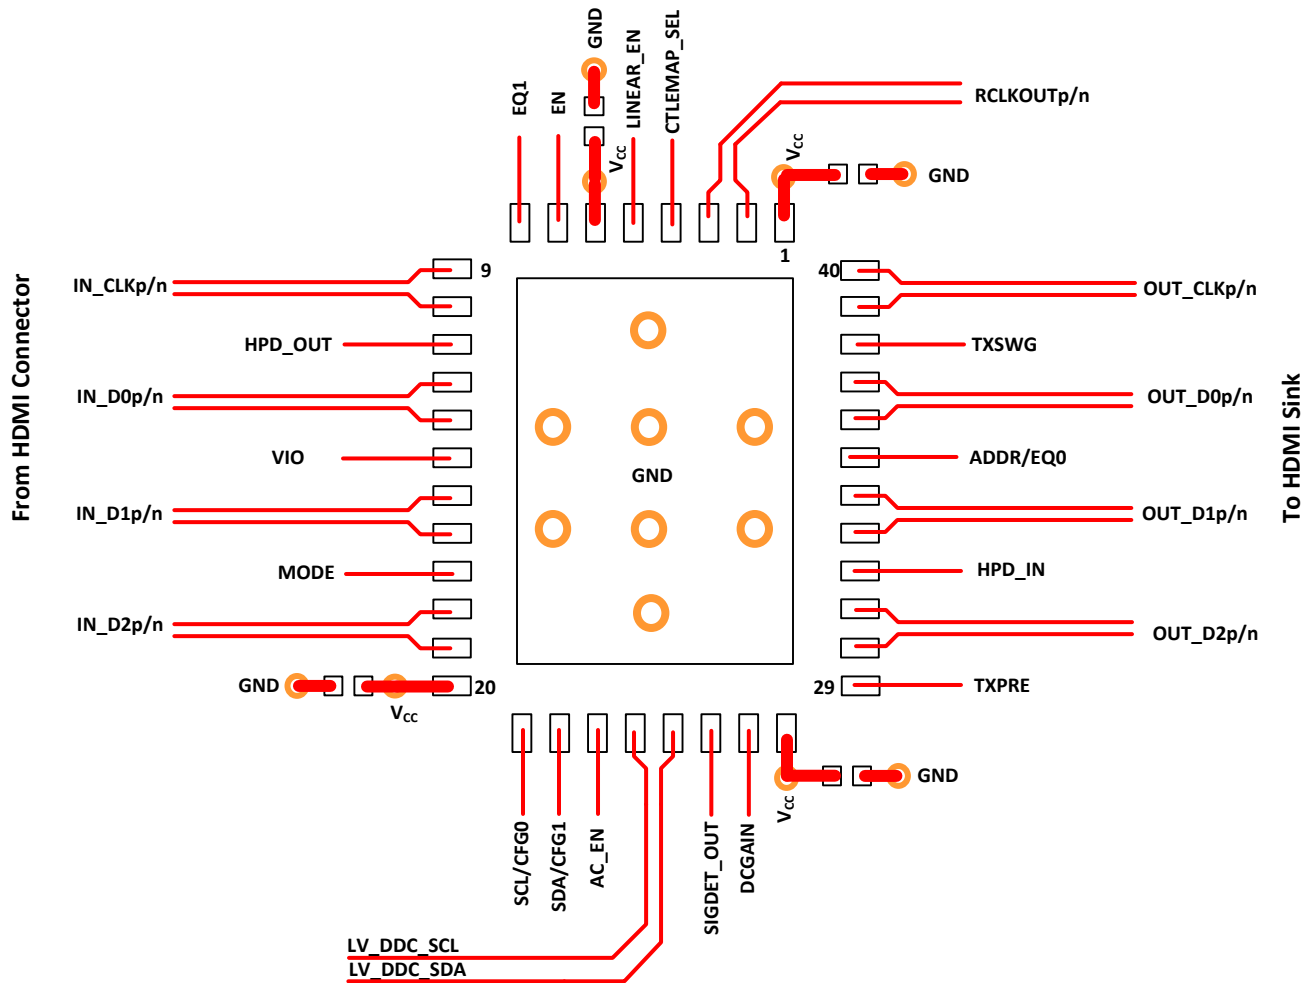 GND
EQ1
EN
LINEAR_EN
CTLEMAP_SEL
RCLKOUTp/n
VCC
VCC
GND
1
9
40
IN_CLKp/n
OUT_CLKp/n
HPD_OUT
TXSWG
IN_D0p/n
OUT_D0p/n
From HDMI Connector
To HDMI Sink
VIO
GND
ADDR/EQ0
IN_D1p/n
OUT_D1p/n
MODE
HPD_IN
IN_D2p/n
OUT_D2p/n
GND
VCC
20
29
TXPRE
GND
VCC
SCL/CFG0
SDA/CFG1
AC_EN
SIGDET_OUT
DCGAIN
LV_DDC_SCL
LV_DDC_SDA